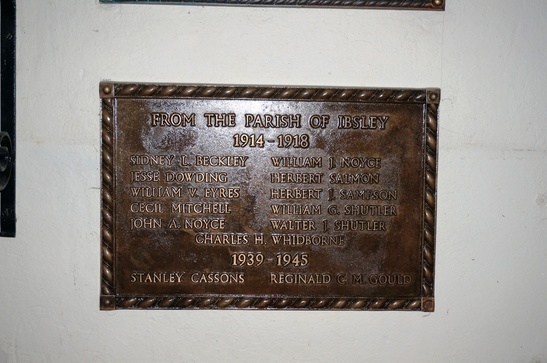 FROM THE PARISH OF IBSLEY
1914-1918
SIDNEY L. BECKLEY WILLIAM J. NOYCE
JESSE DOWDING HERBERT SALMON
WILLIAM V. EYRES HERBERT J. SAMPSON
CECIL MITCHELL WILLIAM G. SHUTLER
JOHN A. NOYCE WALTER J. SHUTLER
CHARLES H. WHIDBORNE
1939-1945
STANLEY CASSONS REGINALD C. M. GOULD